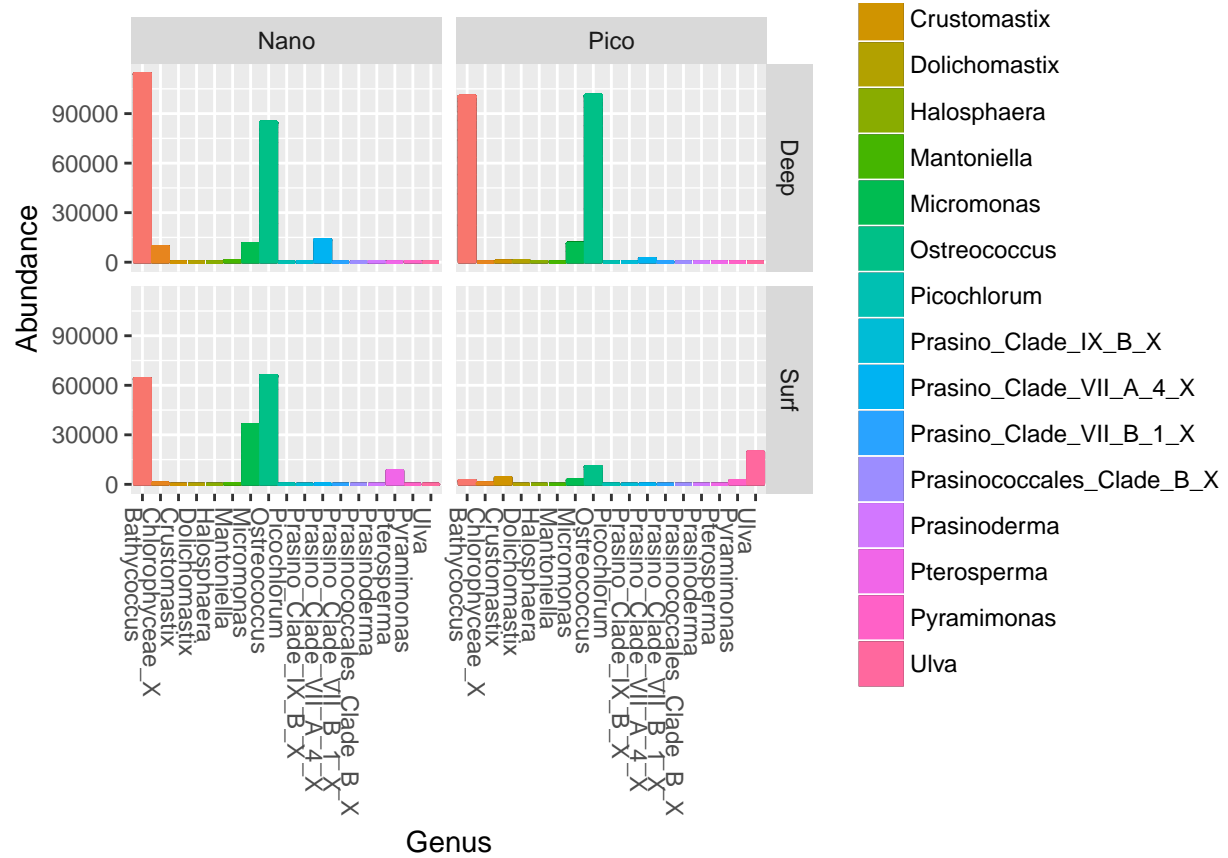 Nano
Pico
Deep
Surf
Abundance
90000
60000
30000
0
90000
60000
30000
0
Bathycoccus
Chlorophyceae_X
Crustomastix
Dolichomastix
Halosphaera
Mantoniella
Micromonas
Ostreococcus
Picochlorum
Prasino_Clade_IX_B_X
Prasino_Clade_VII_A_4_X
Prasino_Clade_VII_B_1_X
Prasinococcales_Clade_B_X
Prasinoderma
Pterosperma
Pyramimonas
Ulva
Bathycoccus
Chlorophyceae_X
Crustomastix
Dolichomastix
Halosphaera
Mantoniella
Micromonas
Ostreococcus
Picochlorum
Prasino_Clade_IX_B_X
Prasino_Clade_VII_A_4_X
Prasino_Clade_VII_B_1_X
Prasinococcales_Clade_B_X
Prasinoderma
Pterosperma
Pyramimonas
Ulva
Genus
Crustomastix
Dolichomastix
Halosphaera
Mantoniella
Micromonas
Ostreococcus
Picochlorum
Prasino_Clade_IX_B_X
Prasino_Clade_VII_A_4_X
Prasino_Clade_VII_B_1_X
Prasinococcales_Clade_B_X
Prasinoderma
Pterosperma
Pyramimonas
Ulva